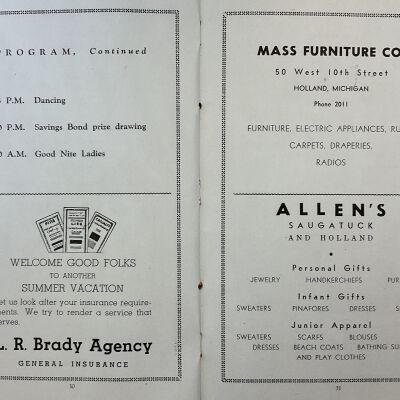 PROGRAM, Continued
P.M. Dancing
P.M. Savings Bond prize drawing
A.M. Good Nite Ladies
FIRE
WELCOME GOOD FOLKS
TO ANOTHER
SUMMER VACATION
et us look after your insurance require-
ments. We try to render a service that
erves.
L. R. Brady Agency
GENERAL INSURANCE
10
MASS FURNITURE CO
50 West 10th Street
HOLLAND, MICHIGAN
Phone 2011
FURNITURE, ELECTRIC APPLIANCES, RU
CARPETS, DRAPERIES,
RADIOS
ALLEN'S
SAUGATUCK
AND HOLLAND
Personal Gifts
JEWELRY HANDKERCHIEFS PUR
Infant Gifts
SWEATERS PINAFORES DRESSES S
Junior Apparel
SWEATERS SCARFS BLOUSES
DRESSES BEACH COATS BATHING SU
AND PLAY CLOTHES